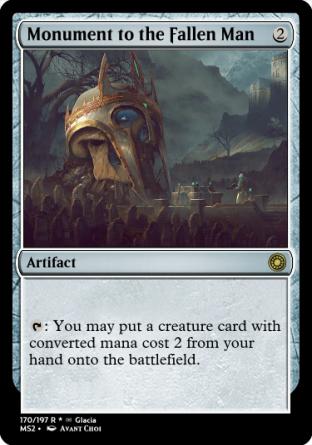 Monument to the Fallen Man 2
Artifact
: You may put a creature card with
converted mana cost 2 from your
hand onto the battlefield.
170/197 R * ∞ Glacia
MS2 • Avant Choi